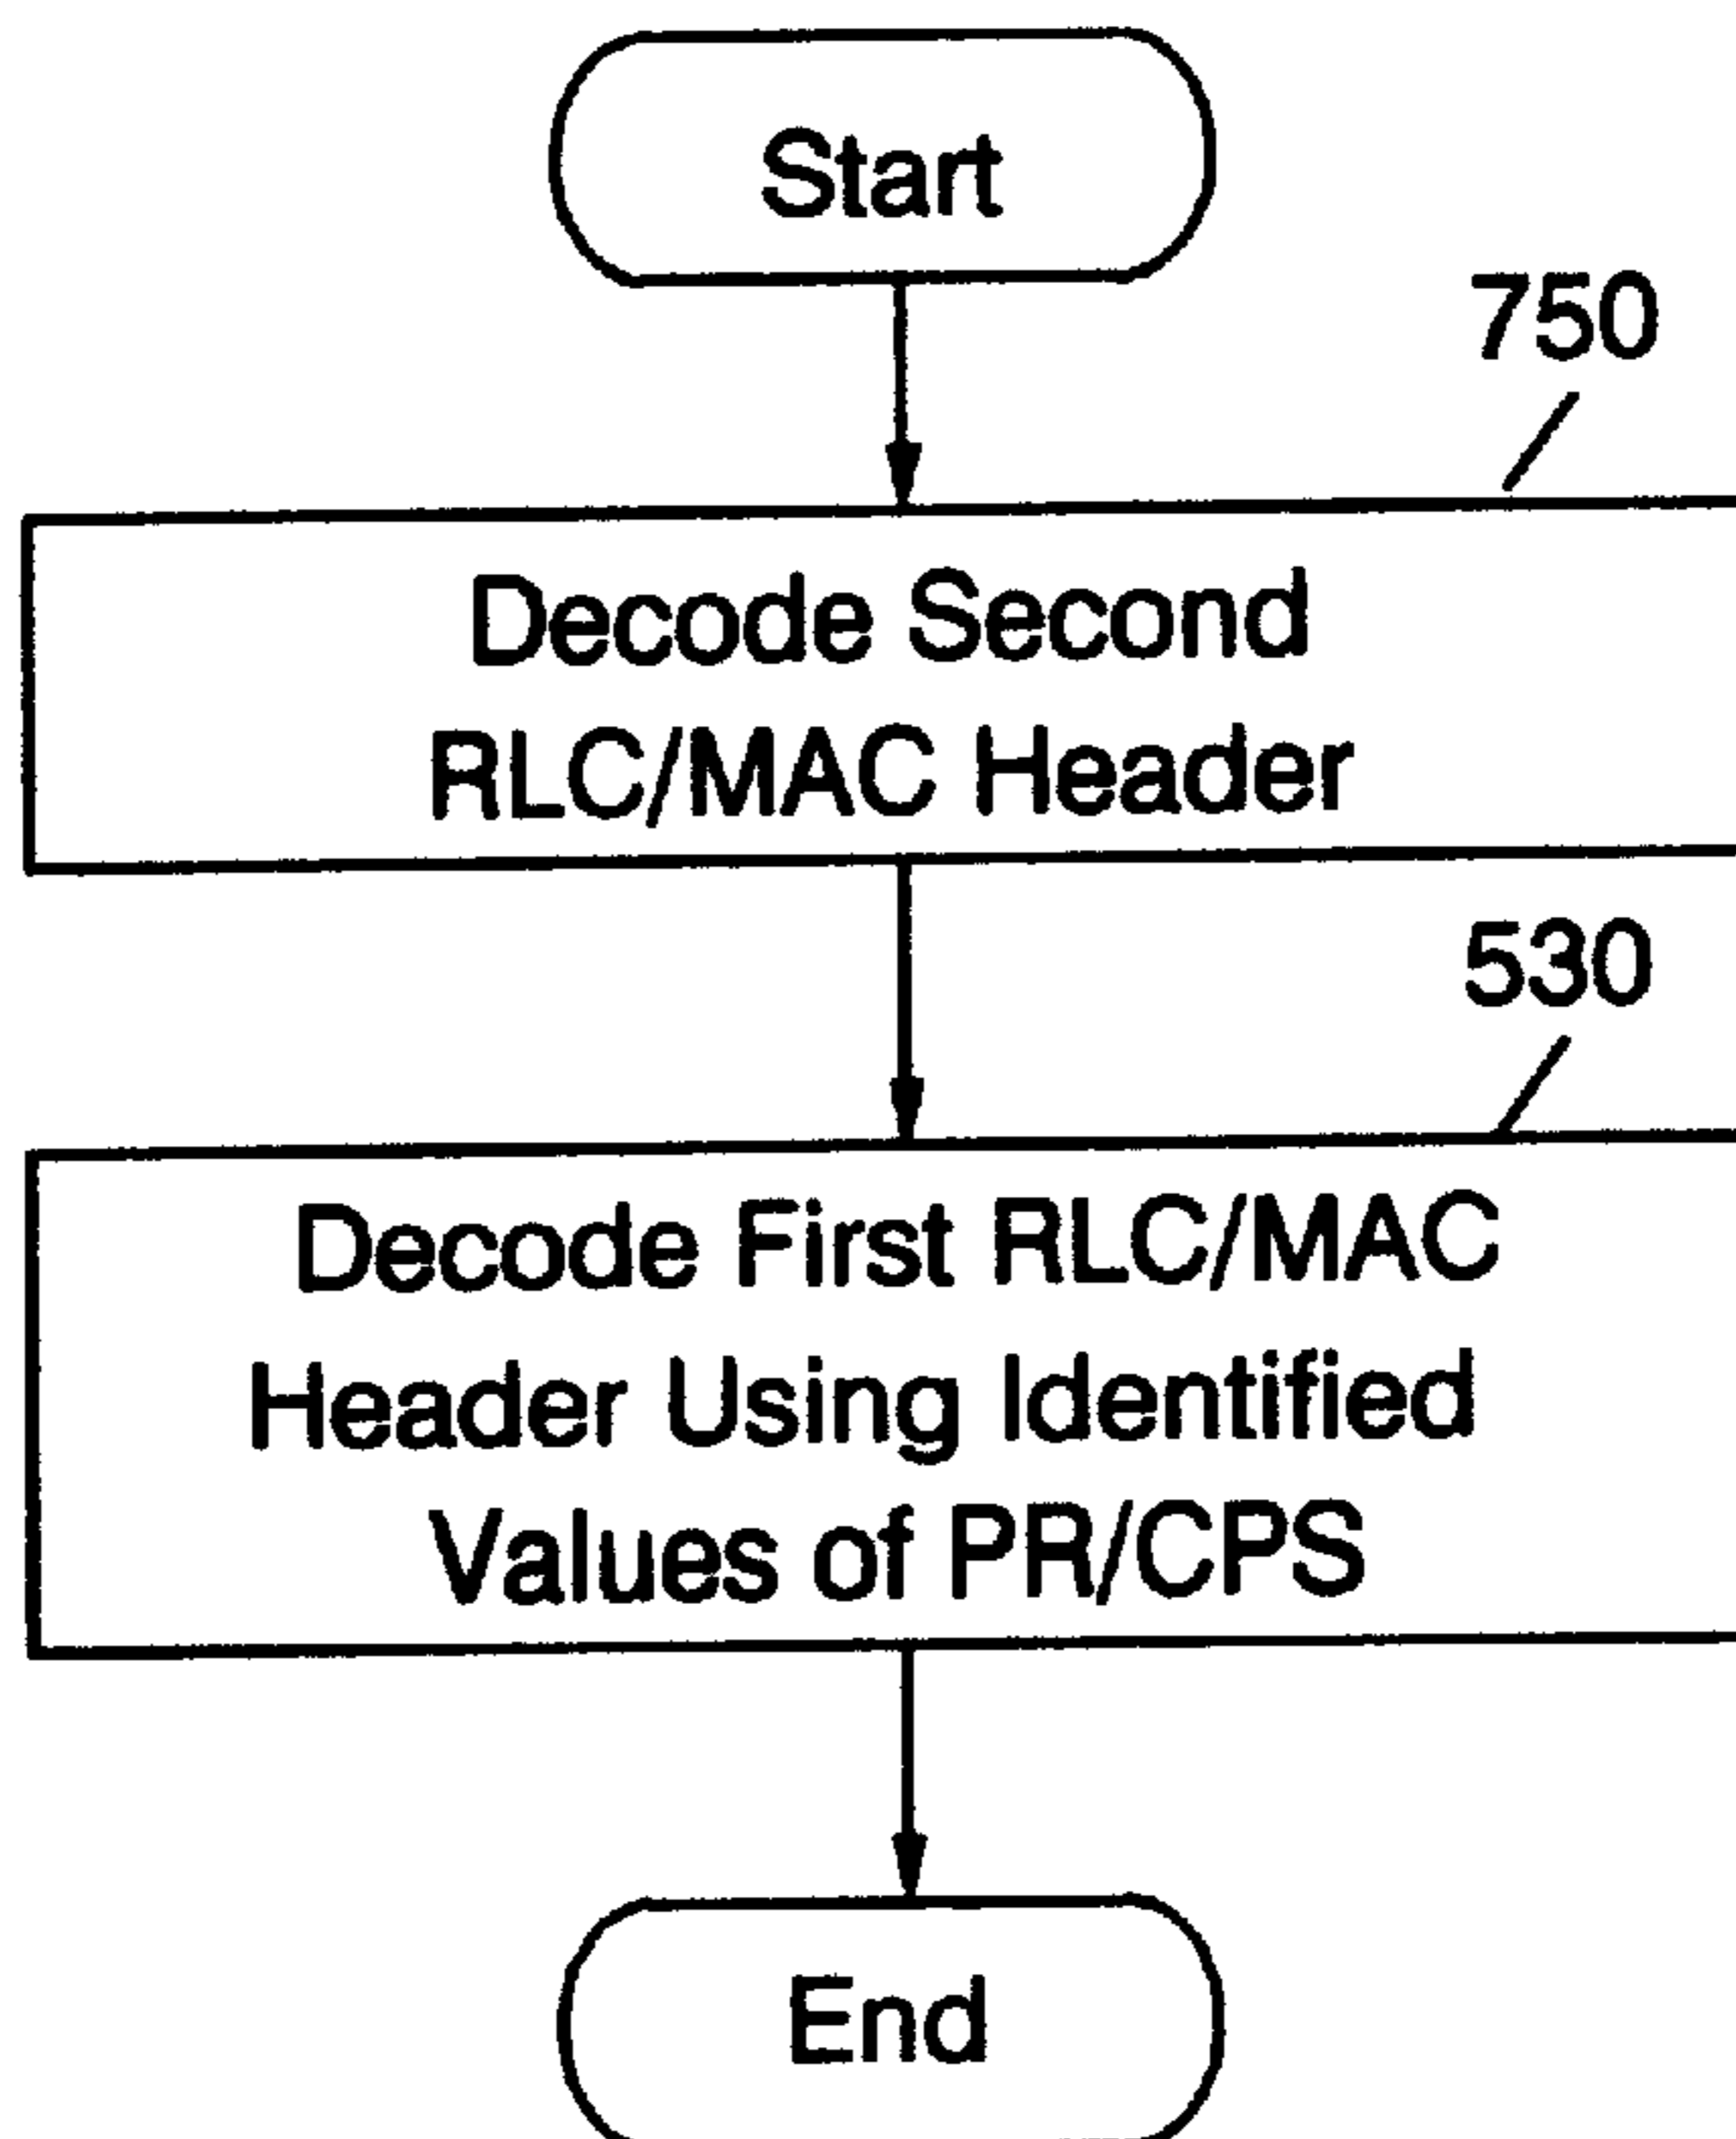 Start
750
Decode Second
RLC/MAC Header
530
Decode First RLC/MAC
Header Using Identified
Values of PR/CPS
End